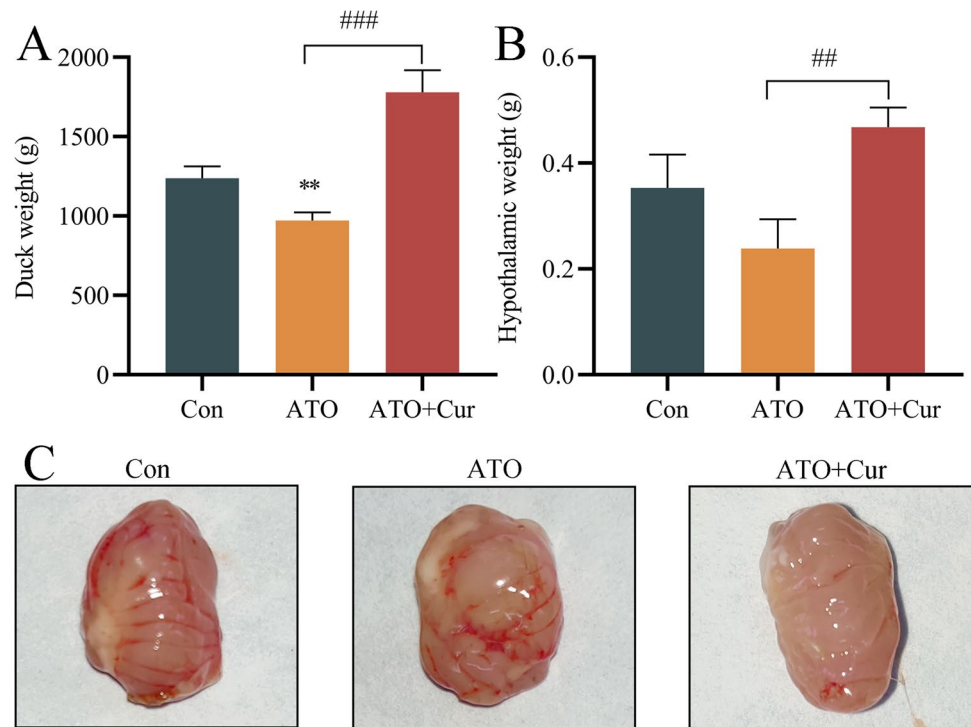 A
Duck weight (g)
2000
1500
1000
500
0
**
###
Con
ATO
ATO+Cur
B
Hypothalamic weight (g)
0.6
0.4
0.2
0.0
##
Con
ATO
ATO+Cur
C
Con
ATO
ATO+Cur